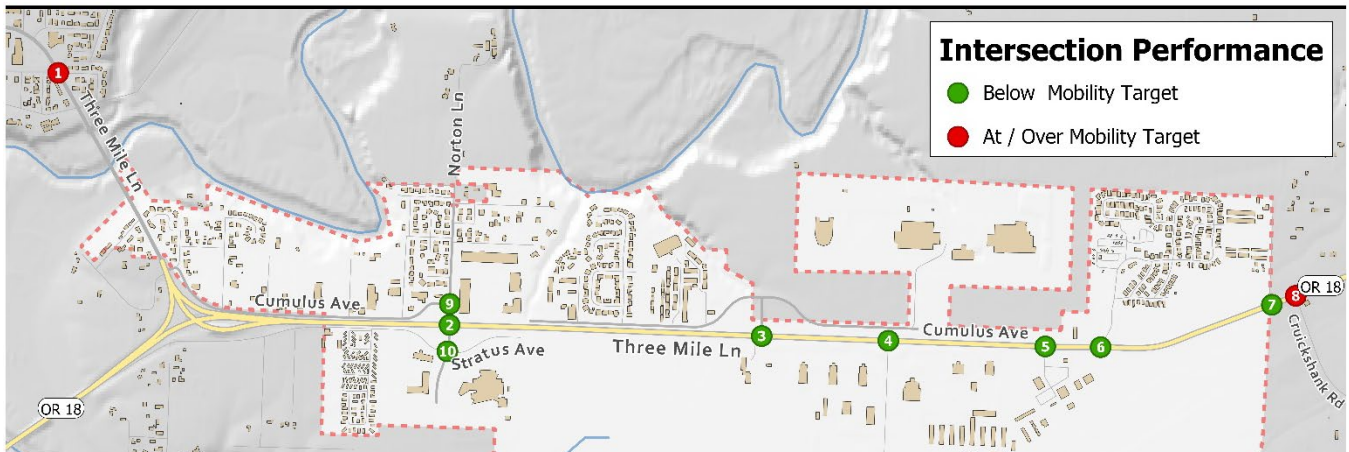 Intersection Performance
Below Mobility Target
At / Over Mobility Target
1
Three Mile Ln
Norton Ln
Cumulus Ave
9
2
10
Stratus Ave
Three Mile Ln
3
4
Cumulus Ave
5
6
7
8
OR 18
Cruickshank Rd
OR 18